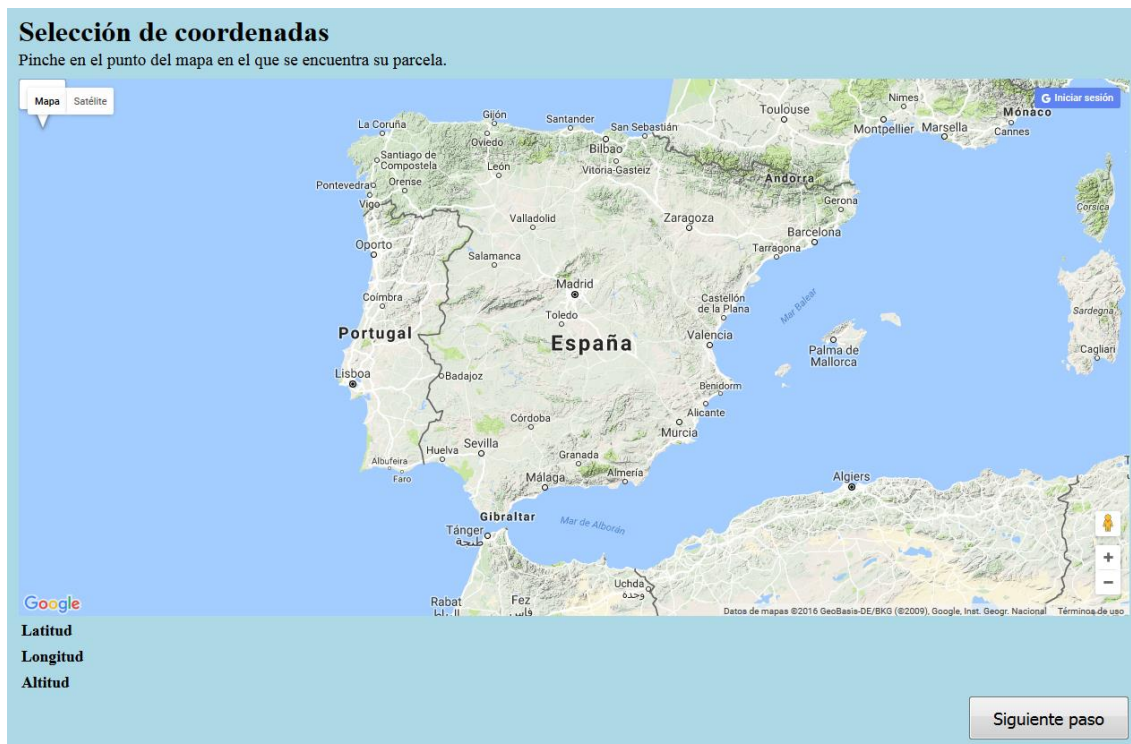 Selección de coordenadas
Pinche en el punto del mapa en el que se encuentra su parcela.
Mapa Satélite
G Iniciar sesión
Toulouse
Nimes
Mónaco
Montpellier
Marsella
Cannes
La Coruña
Gijón
Oviedo
Santander
San Sebastián
Bilbao
Vitoria-Gasteiz
Santiago de
Compostela
León
Pontevedra
Orense
Vigo
Andorra
Gerona
Corsica
Valladolid
Zaragoza
Barcelona
Tarragona
Oporto
Salamanca
Madrid
Coímbra
Castellón
de la Plana
Mar Balear
Sardegna
Toledo
Portugal
España
Valencia
Palma de
Mallorca
Cagliari
Lisboa
Badajoz
Benidorm
Alicante
Córdoba
Murcia
Huelva
Sevilla
Albufeira
Faro
Granada
Almería
Málaga
Algiers
Gibraltar
Mar de Alborán
Tánger
طنجة
Uchda
وجدة
Rabat
Fez
فاس
+
−
Google
Datos de mapas ©2016 GeoBasis-DE/BKG (©2009), Google, Inst. Geogr. Nacional Términos de uso
Latitud
Longitud
Altitud
Siguiente paso